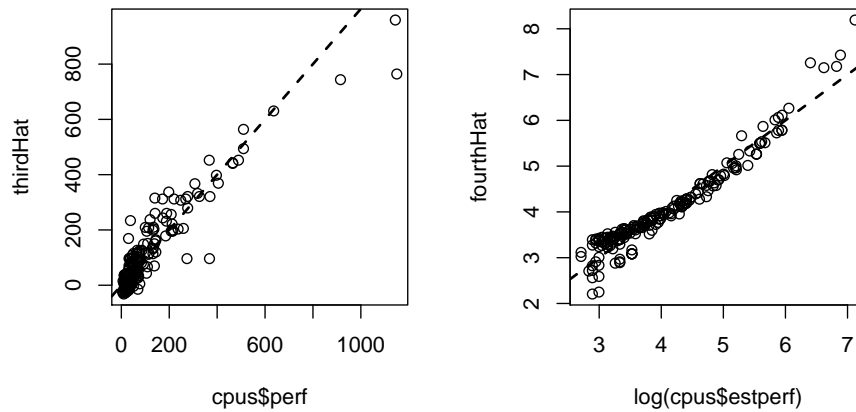 thirdHat
0 200 400 600 800
0 200 600 1000
cpus$perf
fourthHat
2 3 4 5 6 7 8
3 4 5 6 7
log(cpus$estperf)